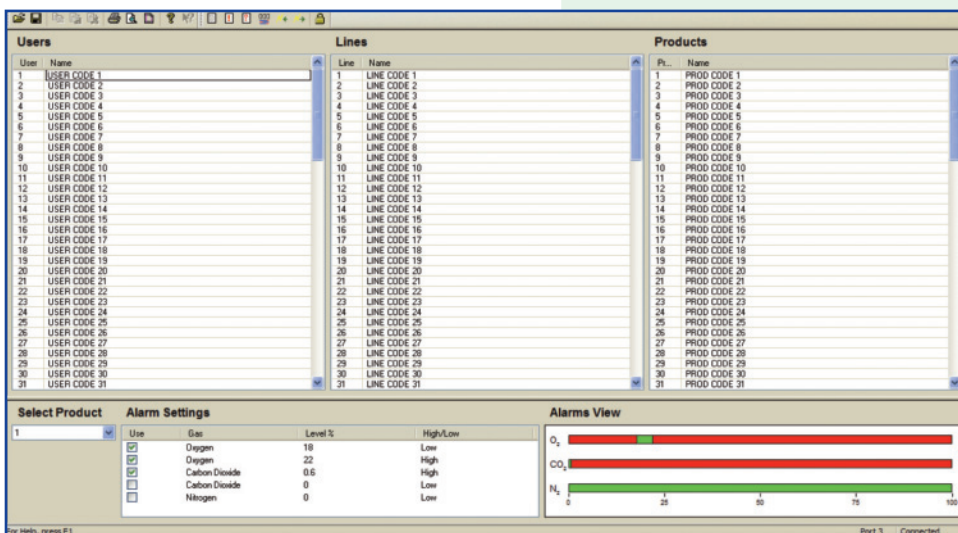 Users Lines Products
User Name Line Name Pr... Name
1 USER CODE 1 1 LINE CODE 1 1 PROD CODE 1
2 USER CODE 2 2 LINE CODE 2 2 PROD CODE 2
3 USER CODE 3 3 LINE CODE 3 3 PROD CODE 3
4 USER CODE 4 4 LINE CODE 4 4 PROD CODE 4
5 USER CODE 5 5 LINE CODE 5 5 PROD CODE 5
6 USER CODE 6 6 LINE CODE 6 6 PROD CODE 6
7 USER CODE 7 7 LINE CODE 7 7 PROD CODE 7
8 USER CODE 8 8 LINE CODE 8 8 PROD CODE 8
9 USER CODE 9 9 LINE CODE 9 9 PROD CODE 9
10 USER CODE 10 10 LINE CODE 10 10 PROD CODE 10
11 USER CODE 11 11 LINE CODE 11 11 PROD CODE 11
12 USER CODE 12 12 LINE CODE 12 12 PROD CODE 12
13 USER CODE 13 13 LINE CODE 13 13 PROD CODE 13
14 USER CODE 14 14 LINE CODE 14 14 PROD CODE 14
15 USER CODE 15 15 LINE CODE 15 15 PROD CODE 15
16 USER CODE 16 16 LINE CODE 16 16 PROD CODE 16
17 USER CODE 17 17 LINE CODE 17 17 PROD CODE 17
18 USER CODE 18 18 LINE CODE 18 18 PROD CODE 18
19 USER CODE 19 19 LINE CODE 19 19 PROD CODE 19
20 USER CODE 20 20 LINE CODE 20 20 PROD CODE 20
21 USER CODE 21 21 LINE CODE 21 21 PROD CODE 21
22 USER CODE 22 22 LINE CODE 22 22 PROD CODE 22
23 USER CODE 23 23 LINE CODE 23 23 PROD CODE 23
24 USER CODE 24 24 LINE CODE 24 24 PROD CODE 24
25 USER CODE 25 25 LINE CODE 25 25 PROD CODE 25
26 USER CODE 26 26 LINE CODE 26 26 PROD CODE 26
27 USER CODE 27 27 LINE CODE 27 27 PROD CODE 27
28 USER CODE 28 28 LINE CODE 28 28 PROD CODE 28
29 USER CODE 29 29 LINE CODE 29 29 PROD CODE 29
30 USER CODE 30 30 LINE CODE 30 30 PROD CODE 30
31 USER CODE 31 31 LINE CODE 31 31 PROD CODE 31
Select Product Alarm Settings Alarms View
1 Use Gas Level % High/Low
Oxygen 18 Low
Oxygen 22 High
Carbon Dioxide 0.6 High
Carbon Dioxide 0 Low
Nitrogen 0 Low
O₂
CO₂
N₂
0 25 50 75 100
For Help, press F1 Port 3 Connected